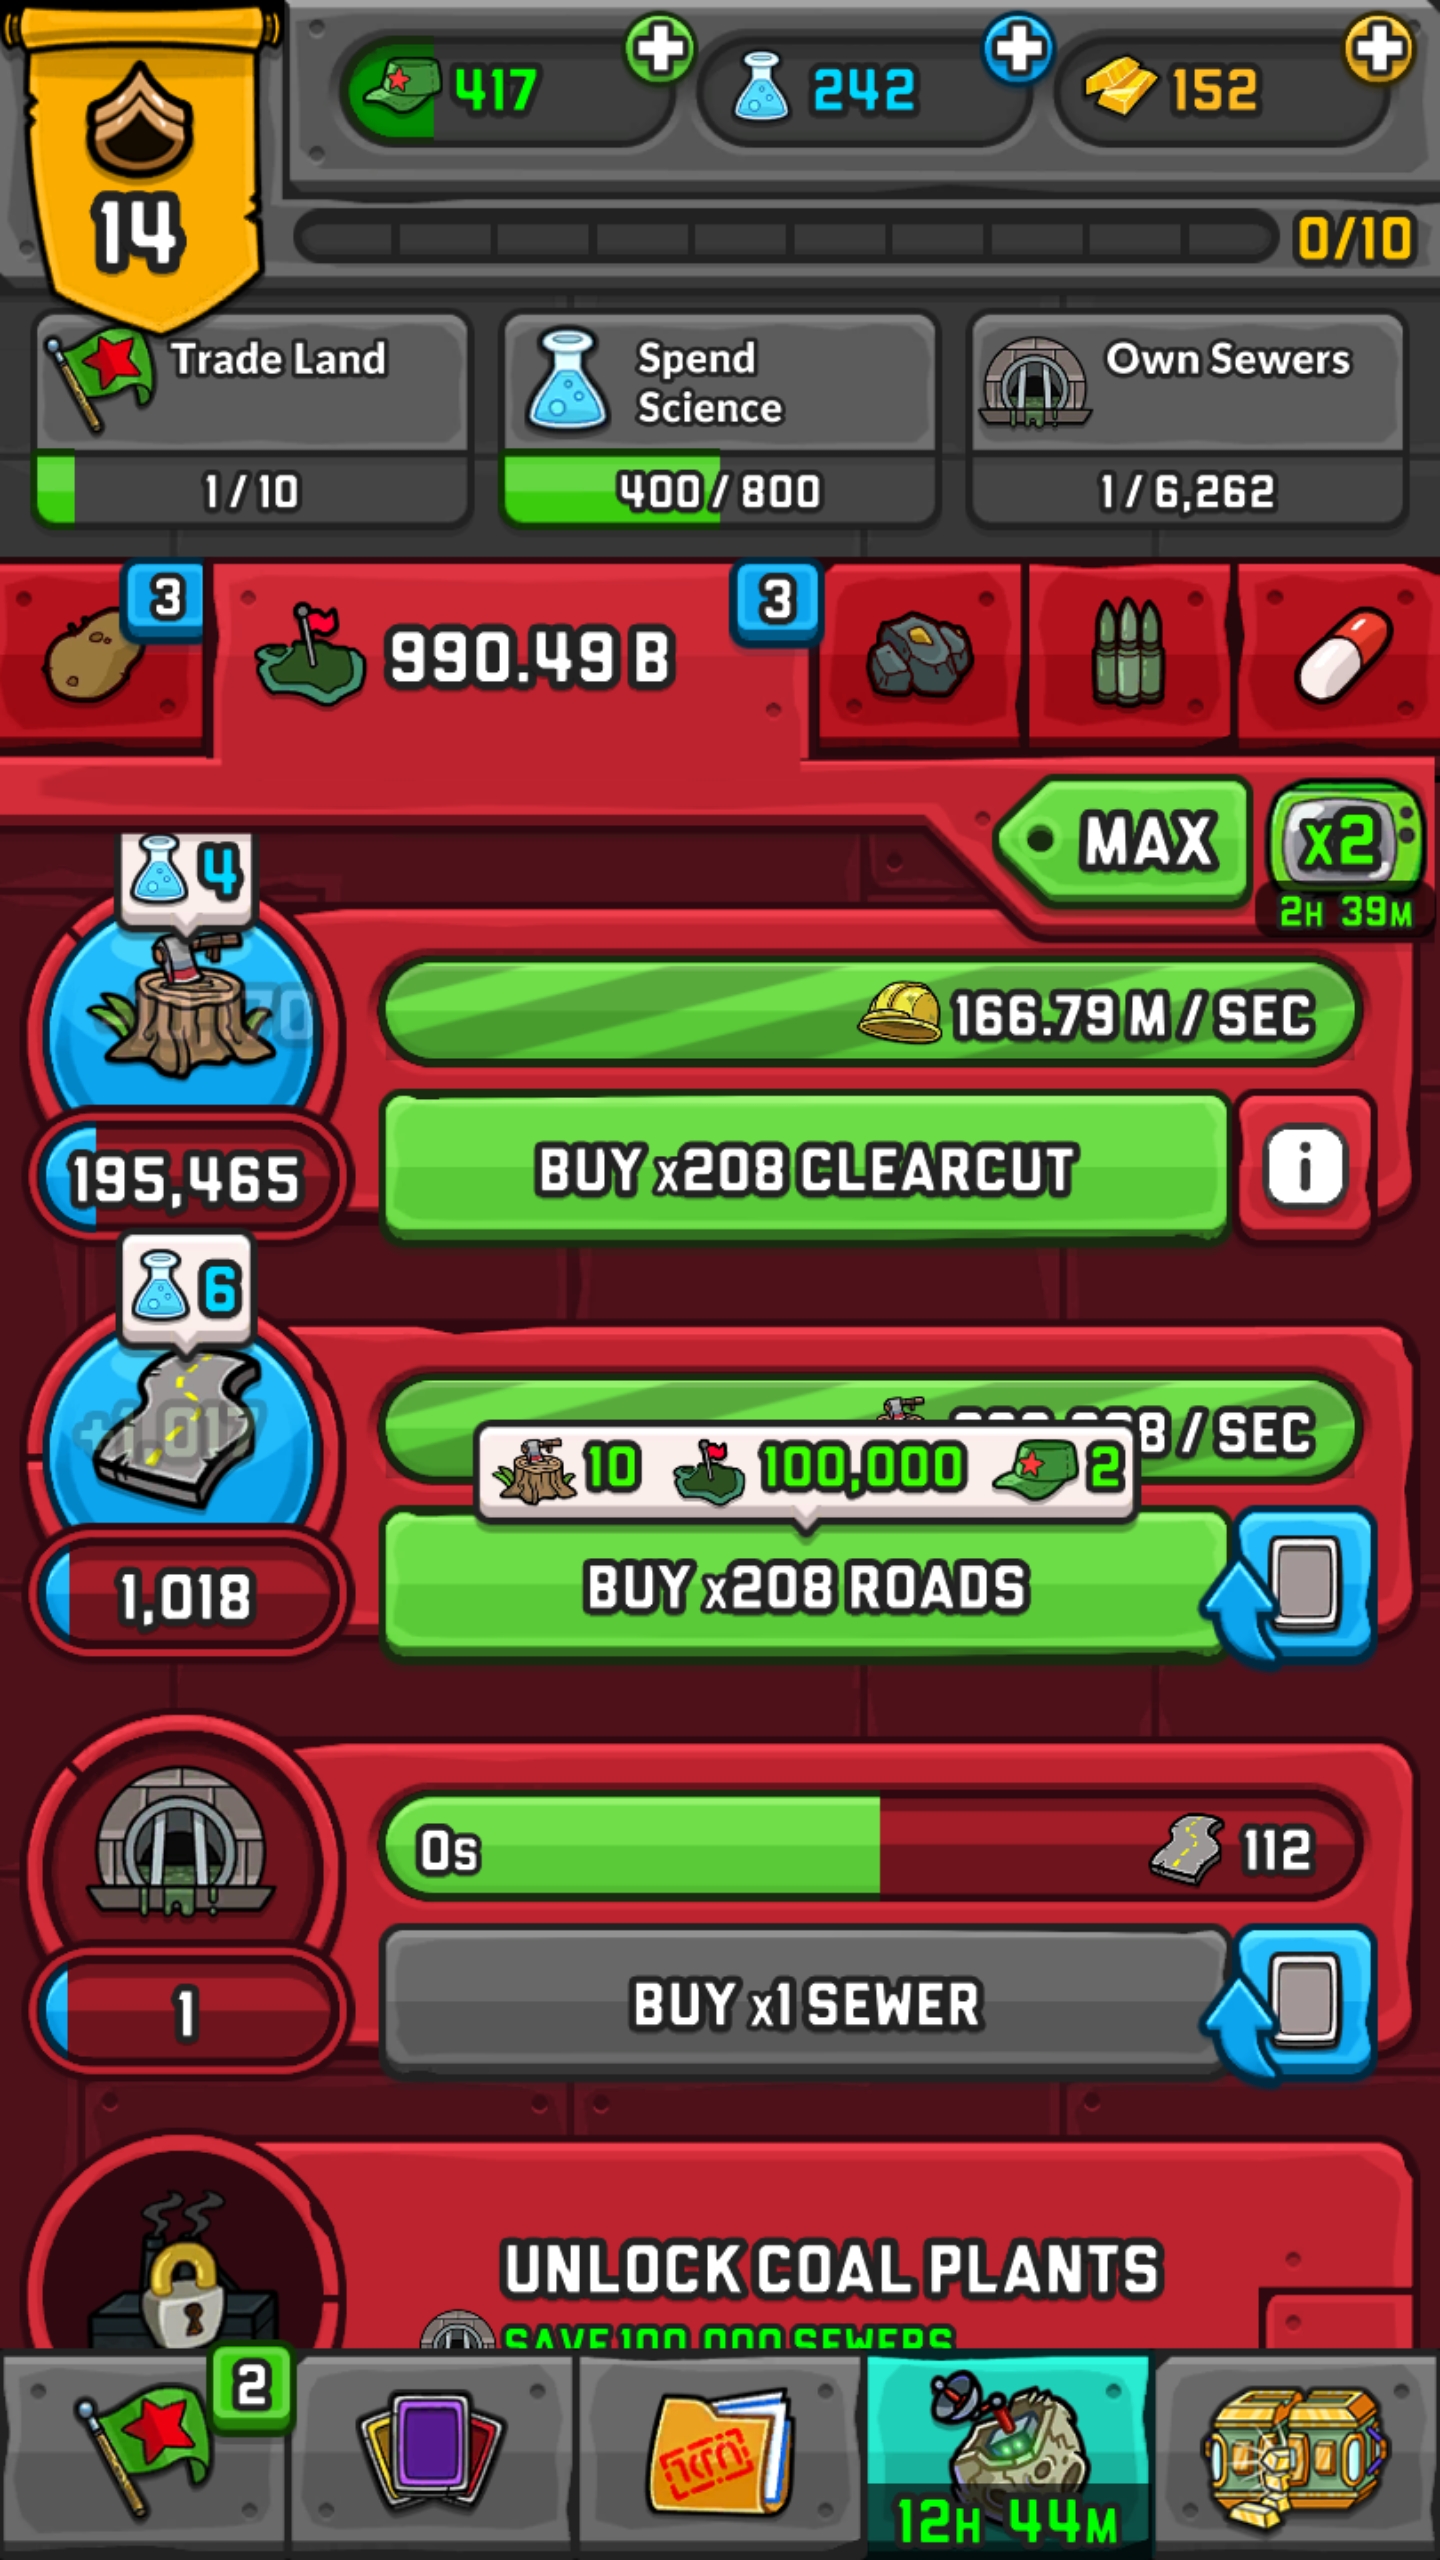 417
242
152
14
0/10
Trade Land
1 / 10
Spend
Science
400 / 800
Own Sewers
1 / 6,262
3
990.49 B
3
MAX
x2
2H 39M
4
166.79 M / SEC
195,465
BUY x208 CLEARCUT
i
6
+1,017
8 / SEC
10 100,000 2
1,018
BUY x208 ROADS
0s
112
1
BUY x1 SEWER
UNLOCK COAL PLANTS
SAVE 100,000 SEWERS
2
12H 44M